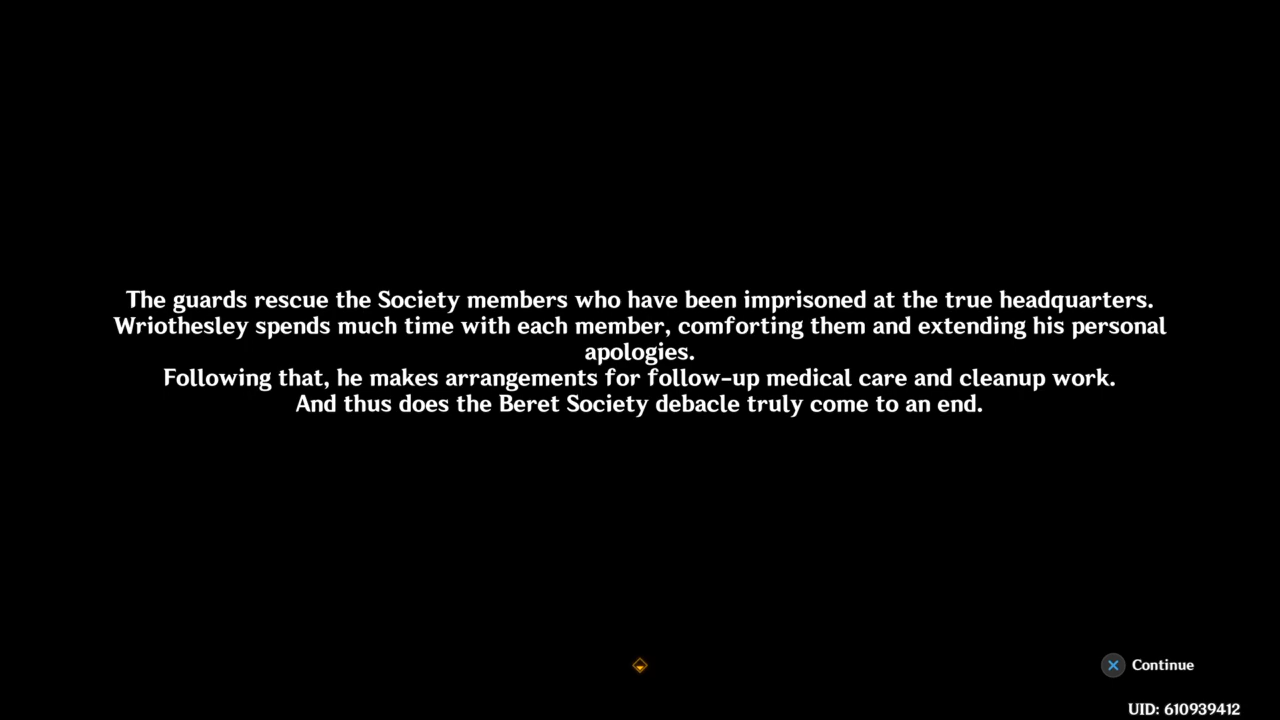 The guards rescue the Society members who have been imprisoned at the true headquarters.
Wriothesley spends much time with each member, comforting them and extending his personal
apologies.
Following that, he makes arrangements for follow-up medical care and cleanup work.
And thus does the Beret Society debacle truly come to an end.
Continue
UID: 610939412